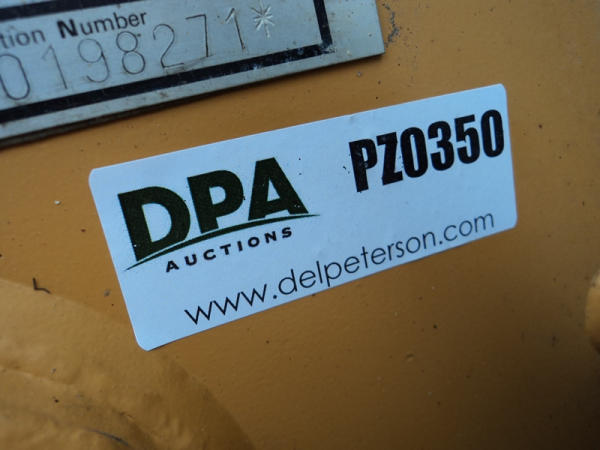 tion Number
0198271*
DPA
AUCTIONS
PZ0350
www.delpeterson.com